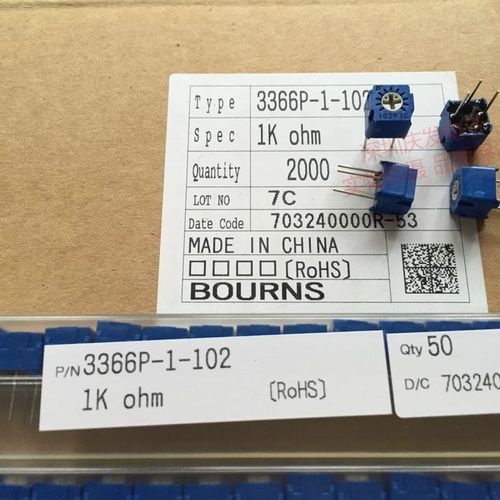 Type 3366P-1-102
102P7C
Spec 1K ohm
Quantity 2000
LOT NO 7C
Date Code 703240000R-53
MADE IN CHINA
□□□□ (RoHS)
BOURNS
P/N 3366P-1-102
1K ohm (RoHS)
Qty 50
D/C 703240